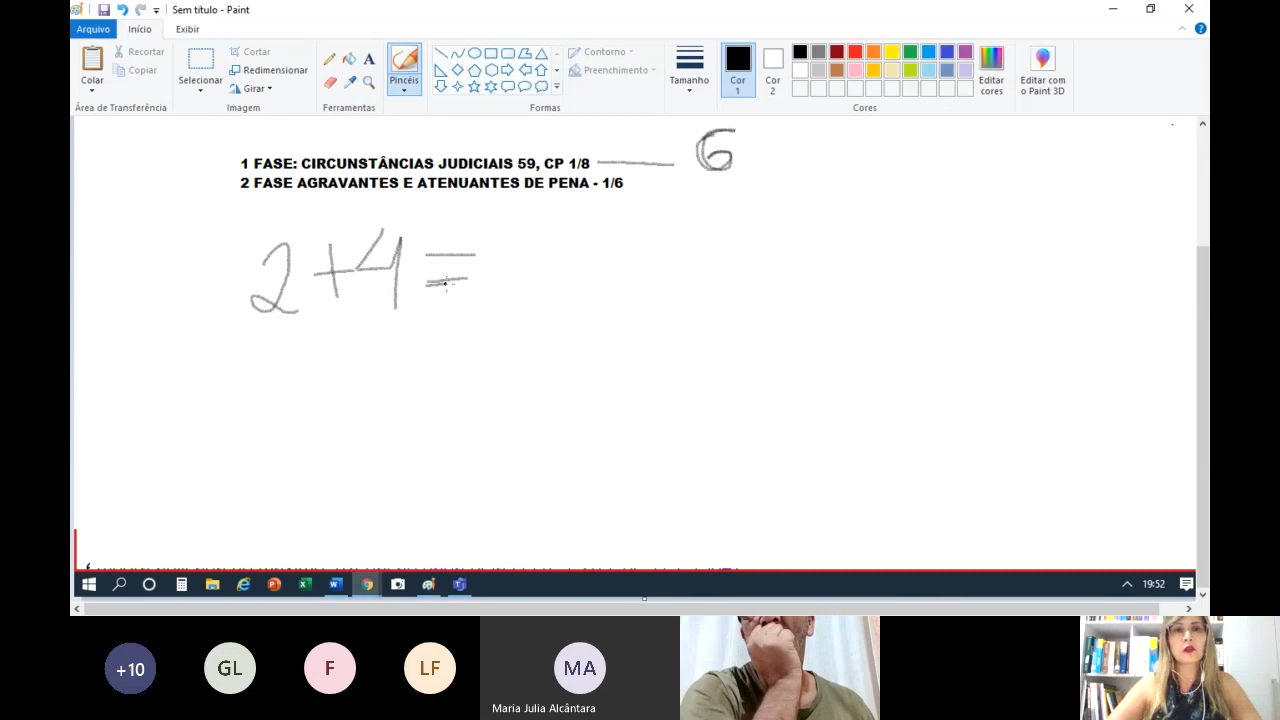 Sem título - Paint
Arquivo Início Exibir
Colar
Recortar
Copiar
Área de Transferência
Selecionar
Cortar
Redimensionar
Girar
Imagem
Ferramentas
Pincéis
Contorno
Preenchimento
Formas
Tamanho
Cor 1
Cor 2
Editar cores
Cores
Editar com o Paint 3D
1 FASE: CIRCUNSTÂNCIAS JUDICIAIS 59, CP 1/8 —— 6
2 FASE AGRAVANTES E ATENUANTES DE PENA - 1/6
2+4=
19:52
+10 GL F LF MA
Maria Julia Alcântara